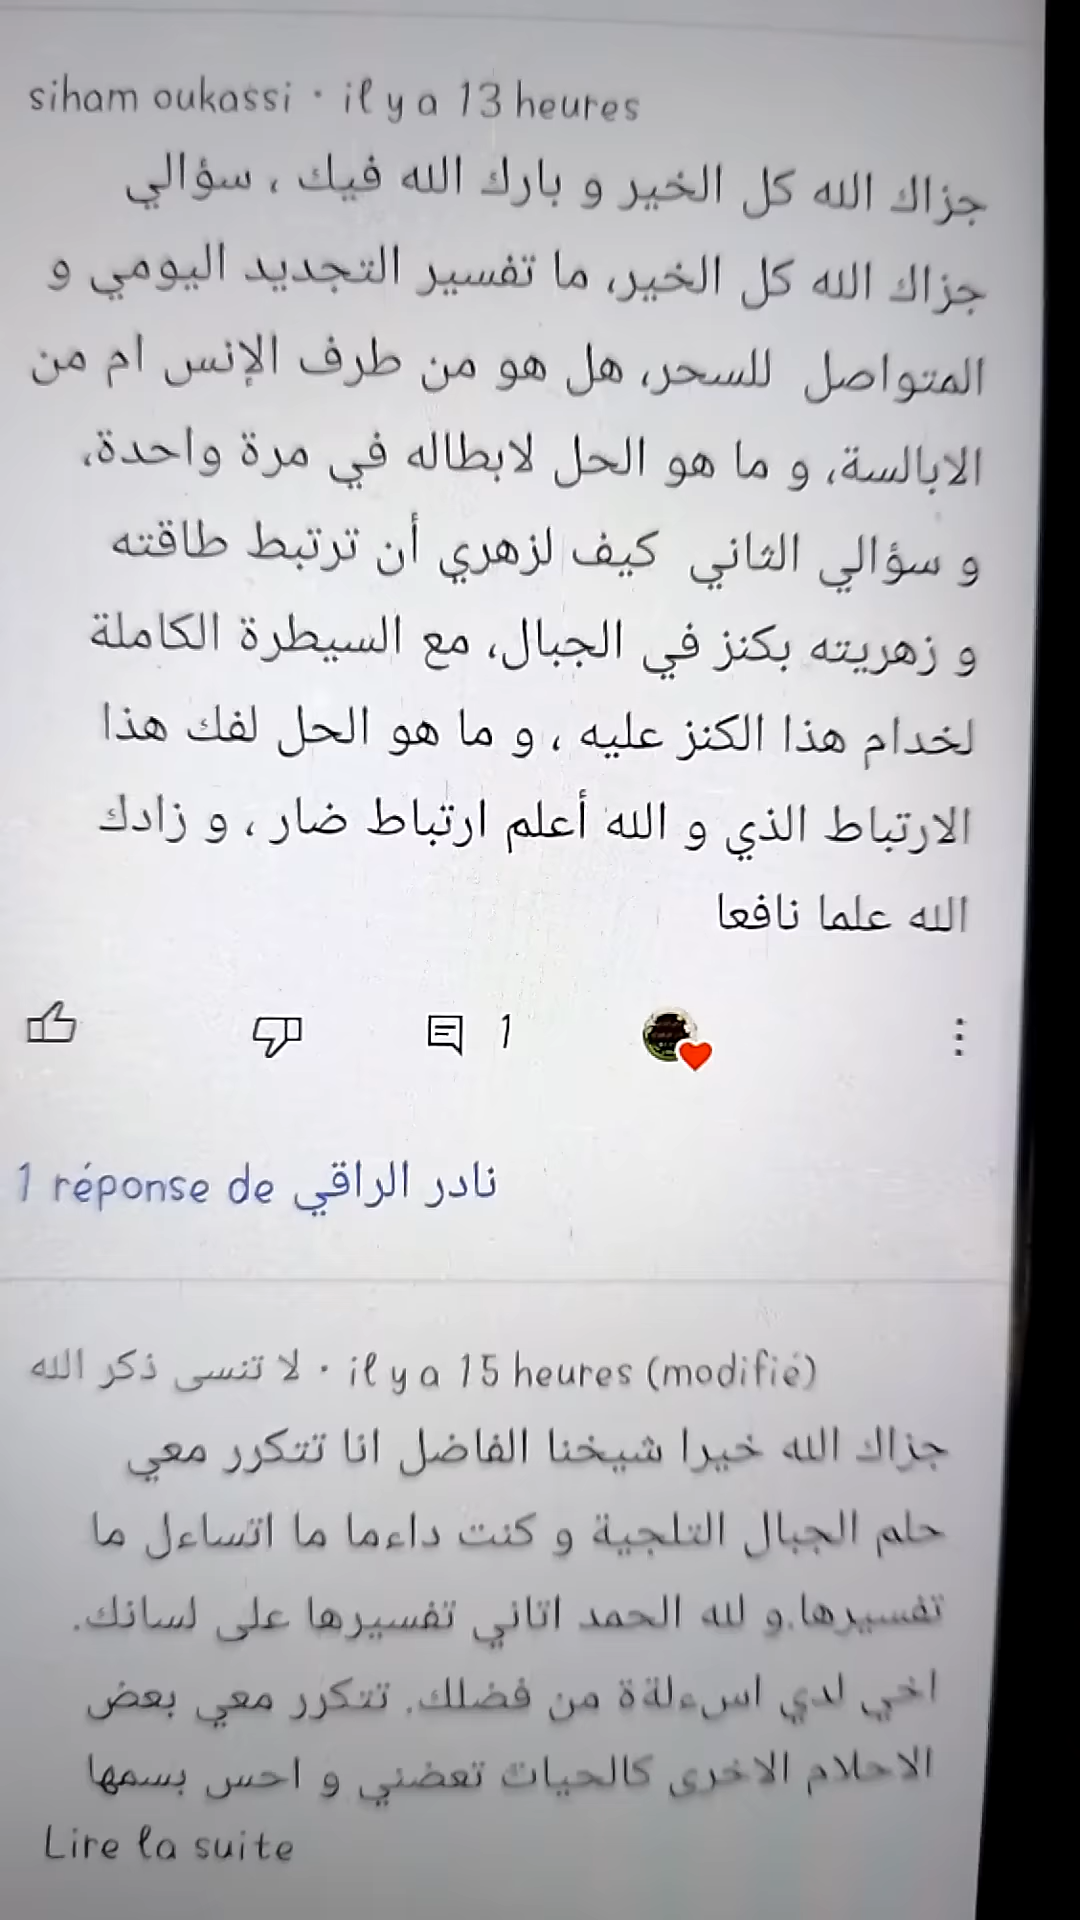 siham oukassi · il y a 13 heures
جزاك الله كل الخير و بارك الله فيك ، سؤالي
جزاك الله كل الخير، ما تفسير التجديد اليومي و
المتواصل للسحر، هل هو من طرف الإنس ام من
الابالسة، و ما هو الحل لابطاله في مرة واحدة،
و سؤالي الثاني كيف لزهري أن ترتبط طاقته
و زهريته بكنز في الجبال، مع السيطرة الكاملة
لخدام هذا الكنز عليه ، و ما هو الحل لفك هذا
الارتباط الذي و الله أعلم ارتباط ضار ، و زادك
الله علما نافعا
1
1 réponse de نادر الراقي
لا تنسى ذكر الله · il y a 15 heures (modifié)
جزاك الله خيرا شيخنا الفاضل انا تتكرر معي
حلم الجبال التلجية و كنت داءما ما اتساءل ما
تفسيرها.و لله الحمد اتاني تفسيرها على لسانك.
اخي لدي اسءلةة من فضلك. تتكرر معي بعض
الاحلام الاخرى كالحيات تعضني و احس بسمها
Lire la suite